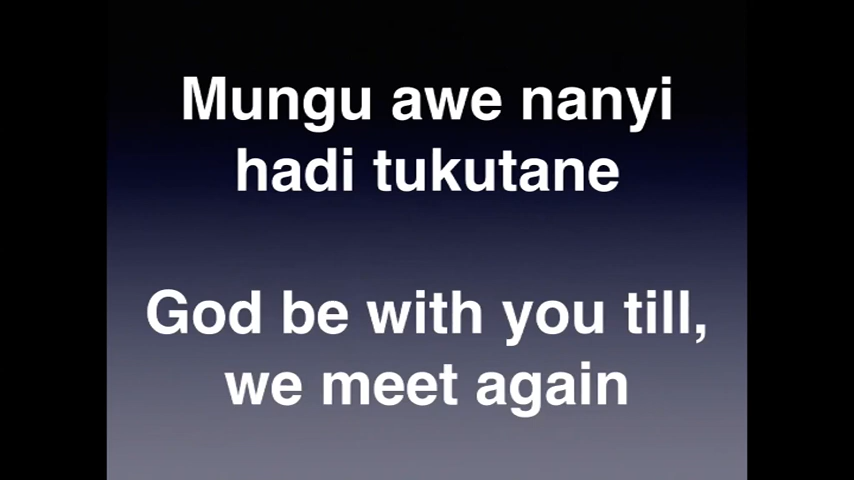 Mungu awe nanyi
hadi tukutane
God be with you till,
we meet again